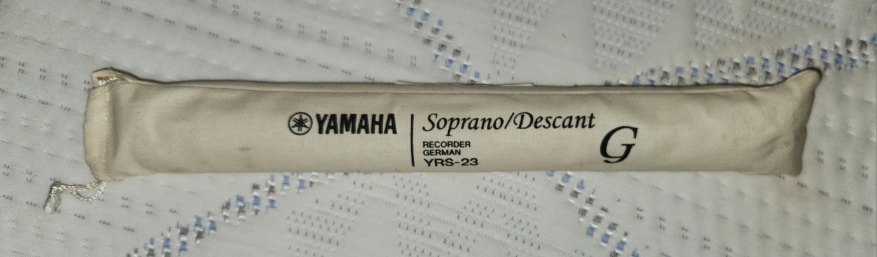 YAMAHA
Soprano/Descant
RECORDER
GERMAN
YRS-23
G